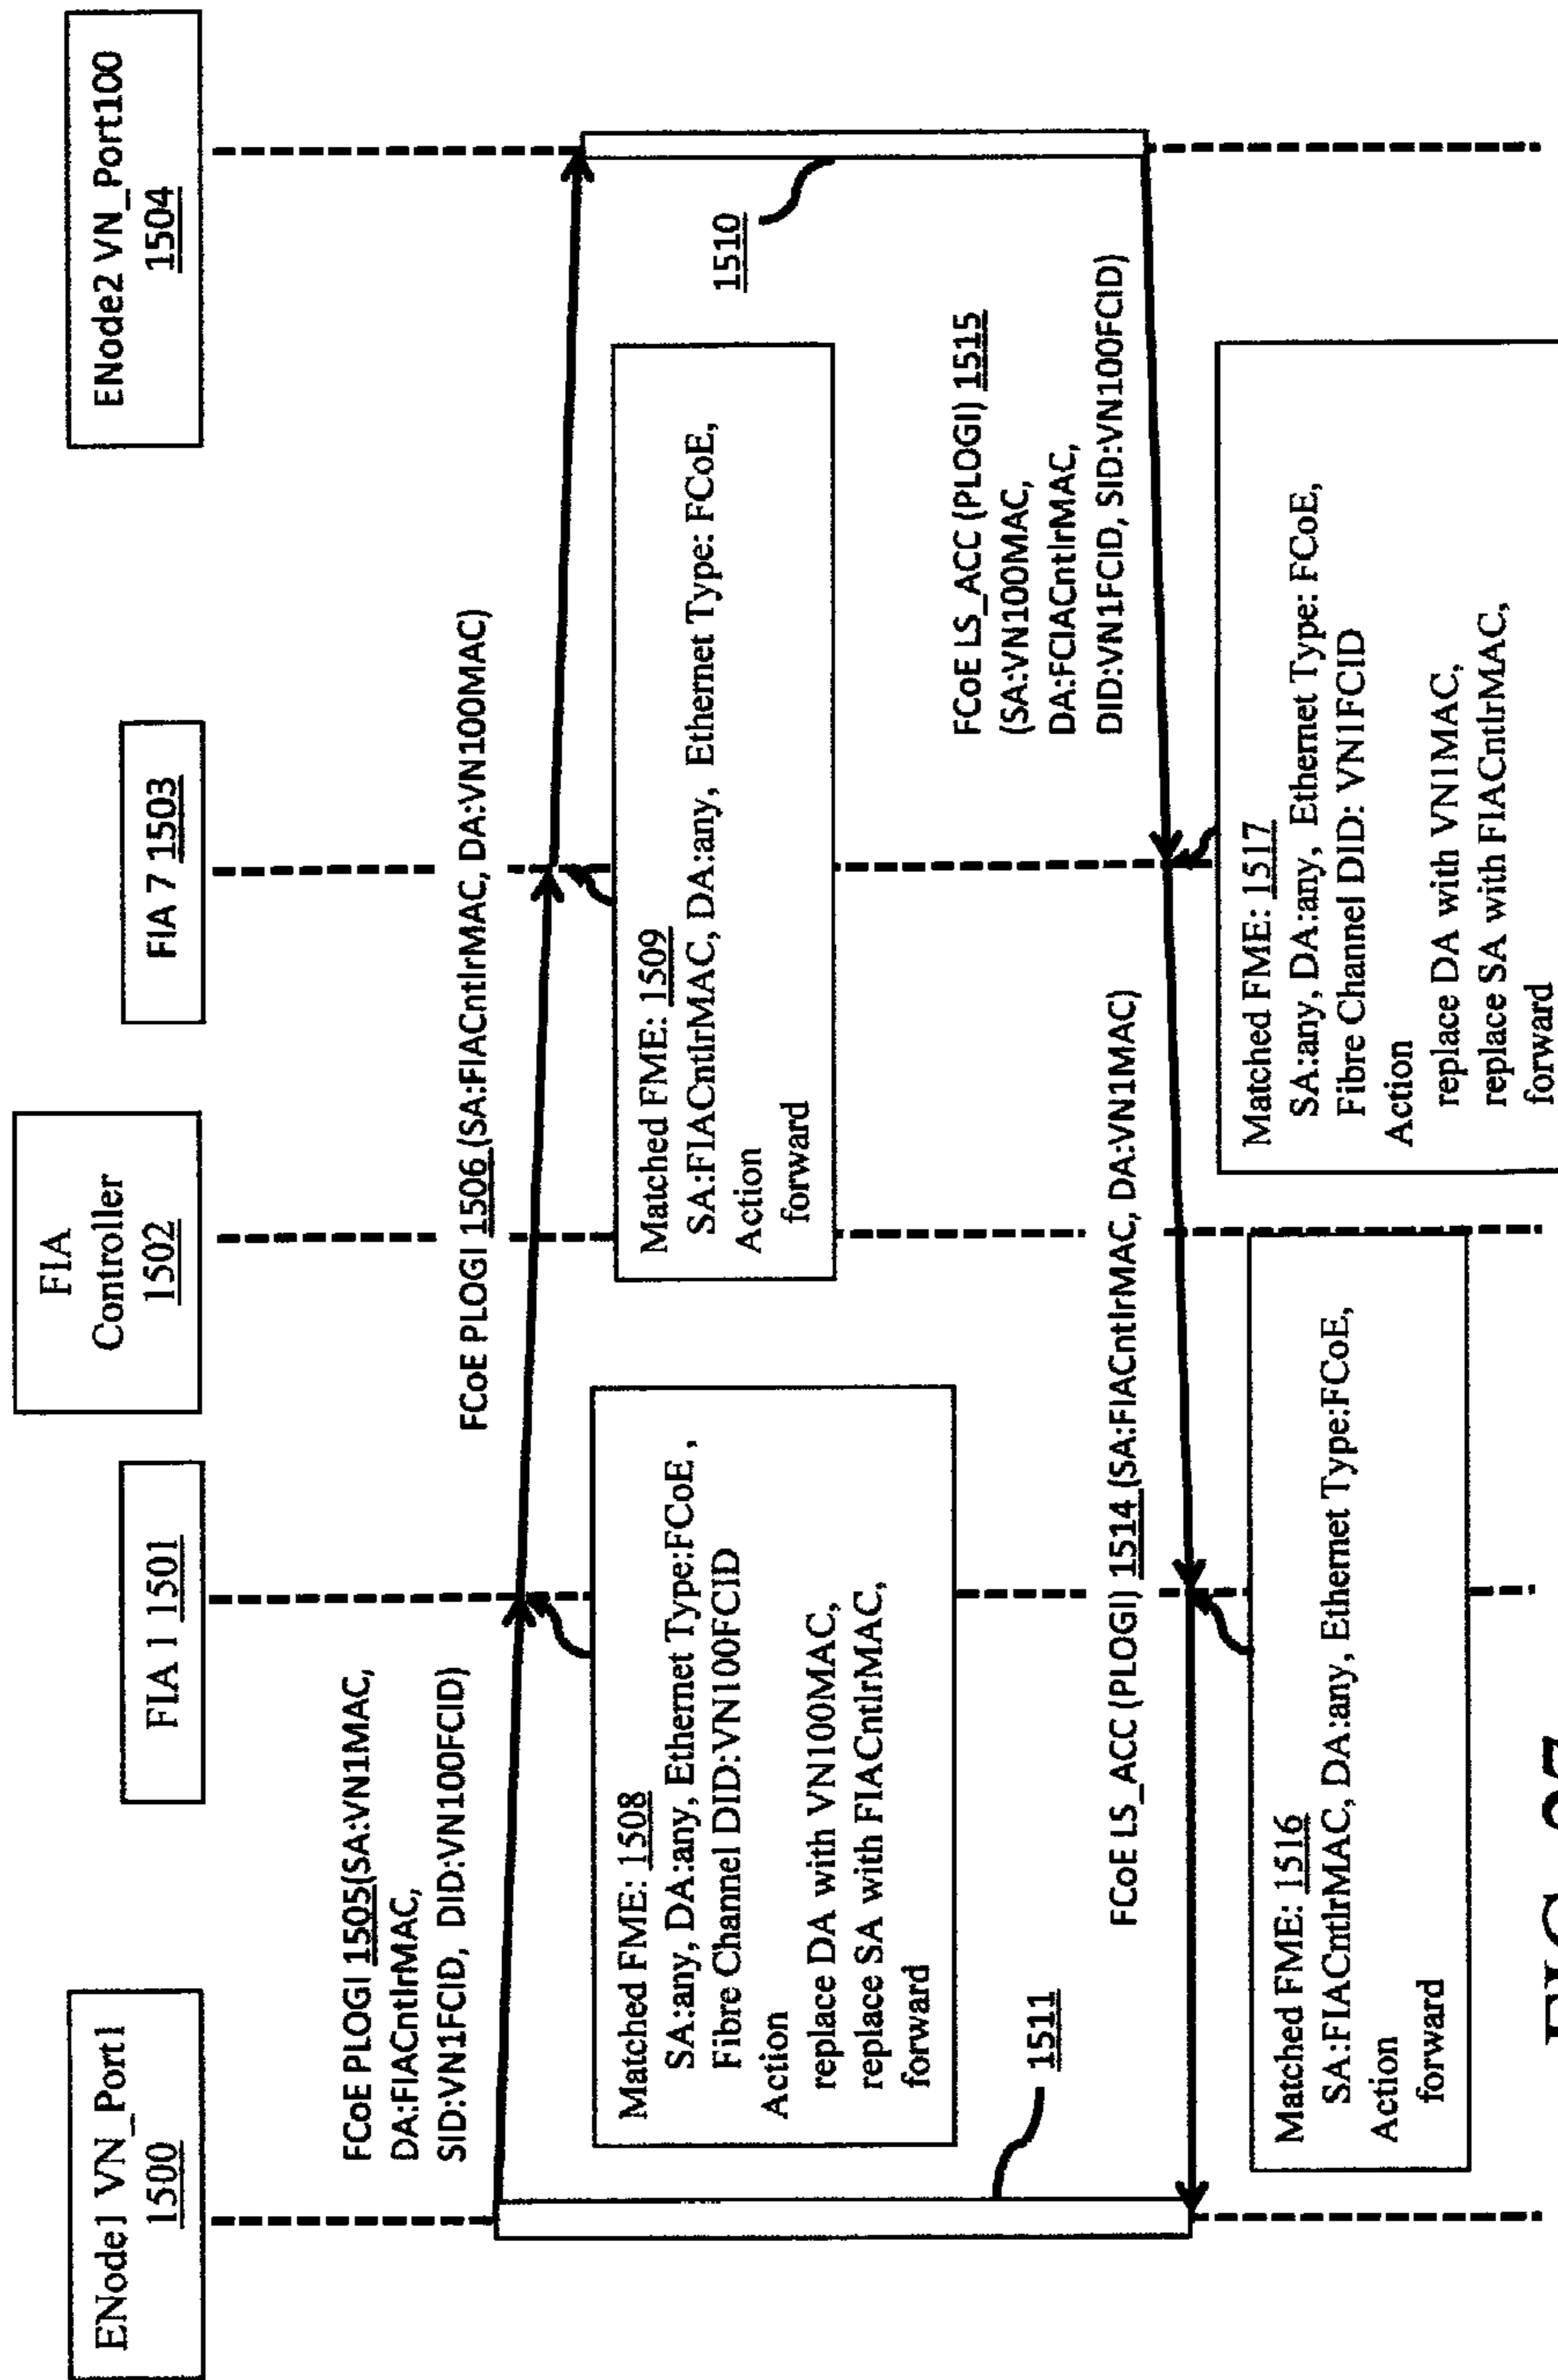 ENode1 VN_Port1
1500
FIA 1 1501
FIA
Controller
1502
FIA 7 1503
ENode2 VN_Port100
1504
FCoE PLOGI 1505(SA:VN1MAC,
DA:FIACntlrMAC,
SID:VN1FCID, DID:VN100FCID)
FCoE PLOGI 1506 (SA:FIACntlrMAC, DA:VN100MAC)
Matched FME: 1508
SA:any, DA:any, Ethernet Type:FCoE ,
Fibre Channel DID:VN100FCID
Action
replace DA with VN100MAC,
replace SA with FIACntlrMAC,
forward
Matched FME: 1509
SA:FIACntlrMAC, DA:any, Ethernet Type: FCoE,
Action
forward
1510
1511
FCoE LS_ACC (PLOGI) 1515
(SA:VN100MAC,
DA:FCIACntlrMAC,
DID:VN1FCID, SID:VN100FCID)
FCoE LS_ACC (PLOGI) 1514 (SA:FIACntlrMAC, DA:VN1MAC)
Matched FME: 1516
SA:FIACntlrMAC, DA:any, Ethernet Type:FCoE,
Action
forward
Matched FME: 1517
SA:any, DA:any, Ethernet Type: FCoE,
Fibre Channel DID: VN1FCID
Action
replace DA with VN1MAC,
replace SA with FIACntlrMAC,
forward